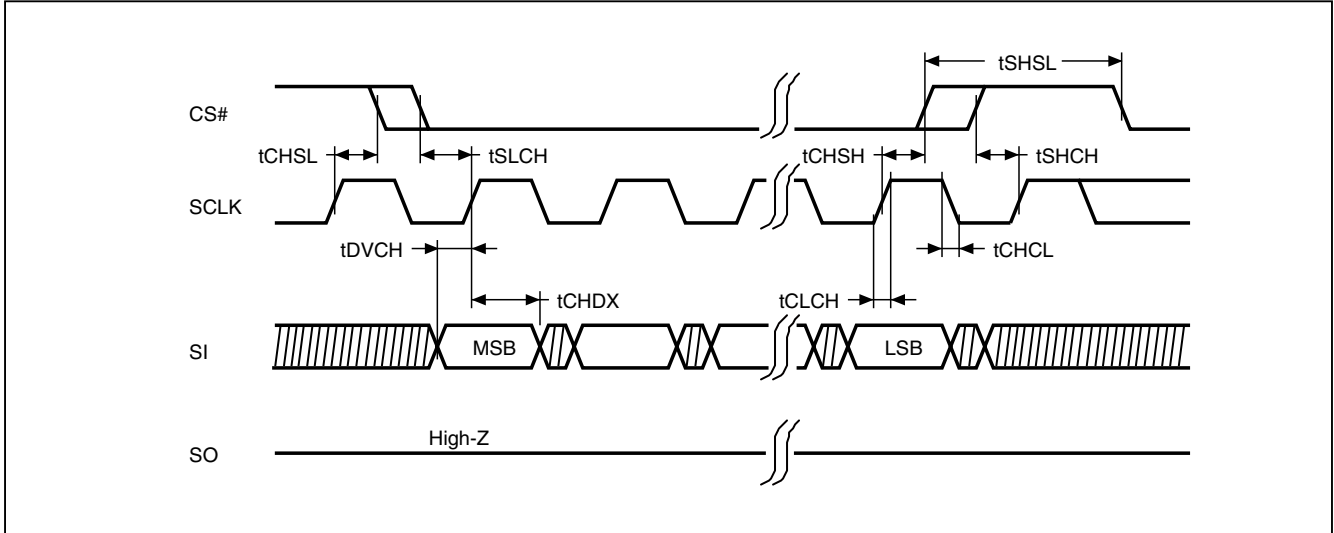 tSHSL
CS#
tCHSL
tSLCH
tCHSH
tSHCH
SCLK
tDVCH
tCHCL
tCHDX
tCLCH
SI
MSB
LSB
High-Z
SO